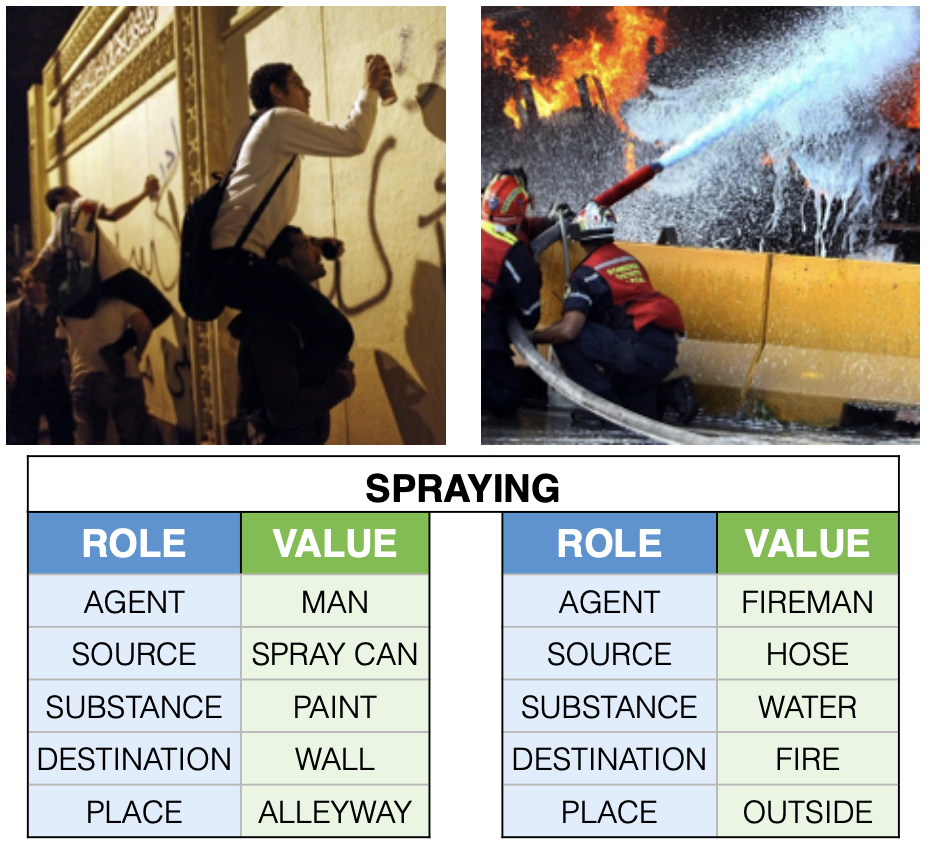 SPRAYING
ROLE VALUE
AGENT MAN
SOURCE SPRAY CAN
SUBSTANCE PAINT
DESTINATION WALL
PLACE ALLEYWAY
ROLE VALUE
AGENT FIREMAN
SOURCE HOSE
SUBSTANCE WATER
DESTINATION FIRE
PLACE OUTSIDE